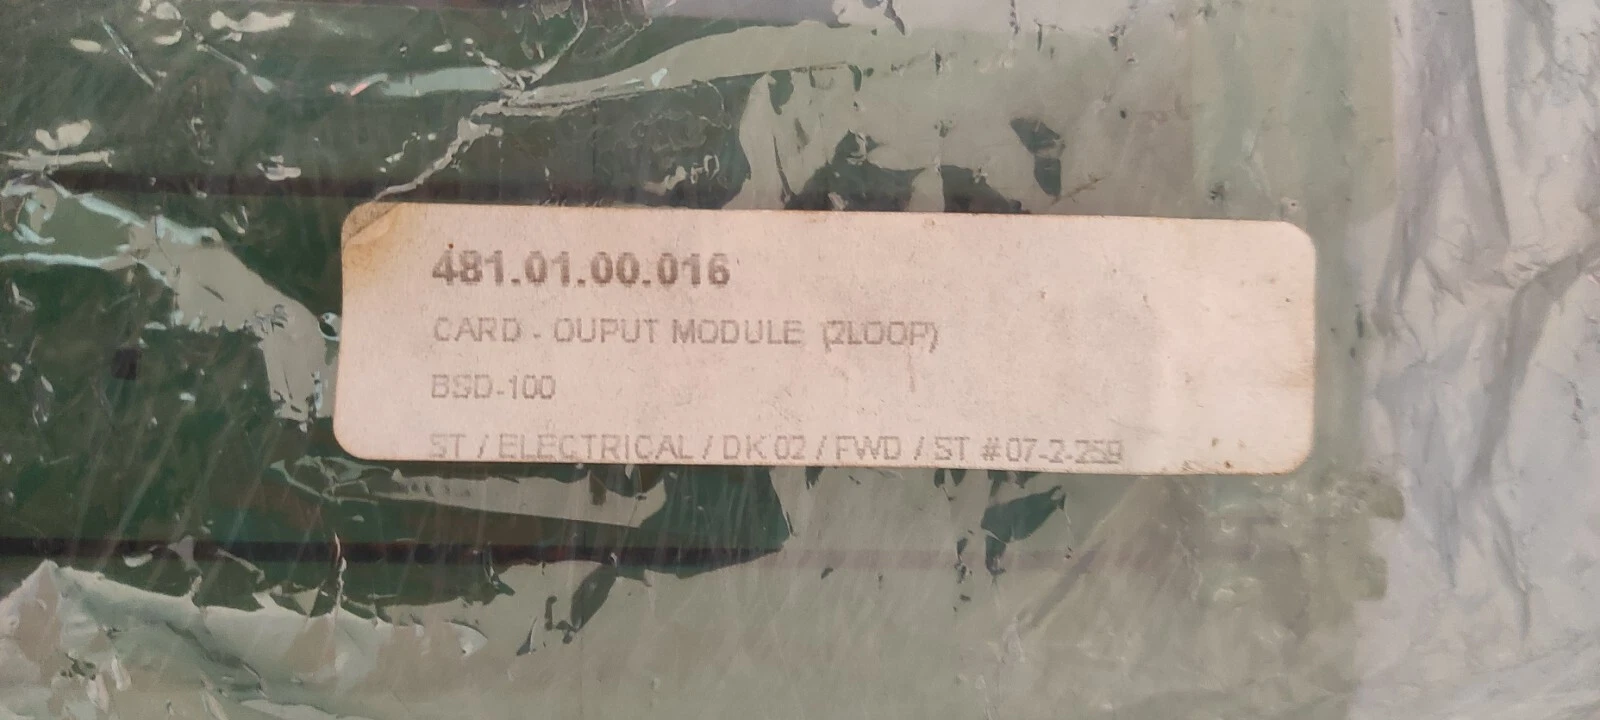 481.01.00.016
CARD - OUPUT MODULE (2LOOP)
BSD-100
ST / ELECTRICAL / DK 02 / FWD / ST # 07-2-259